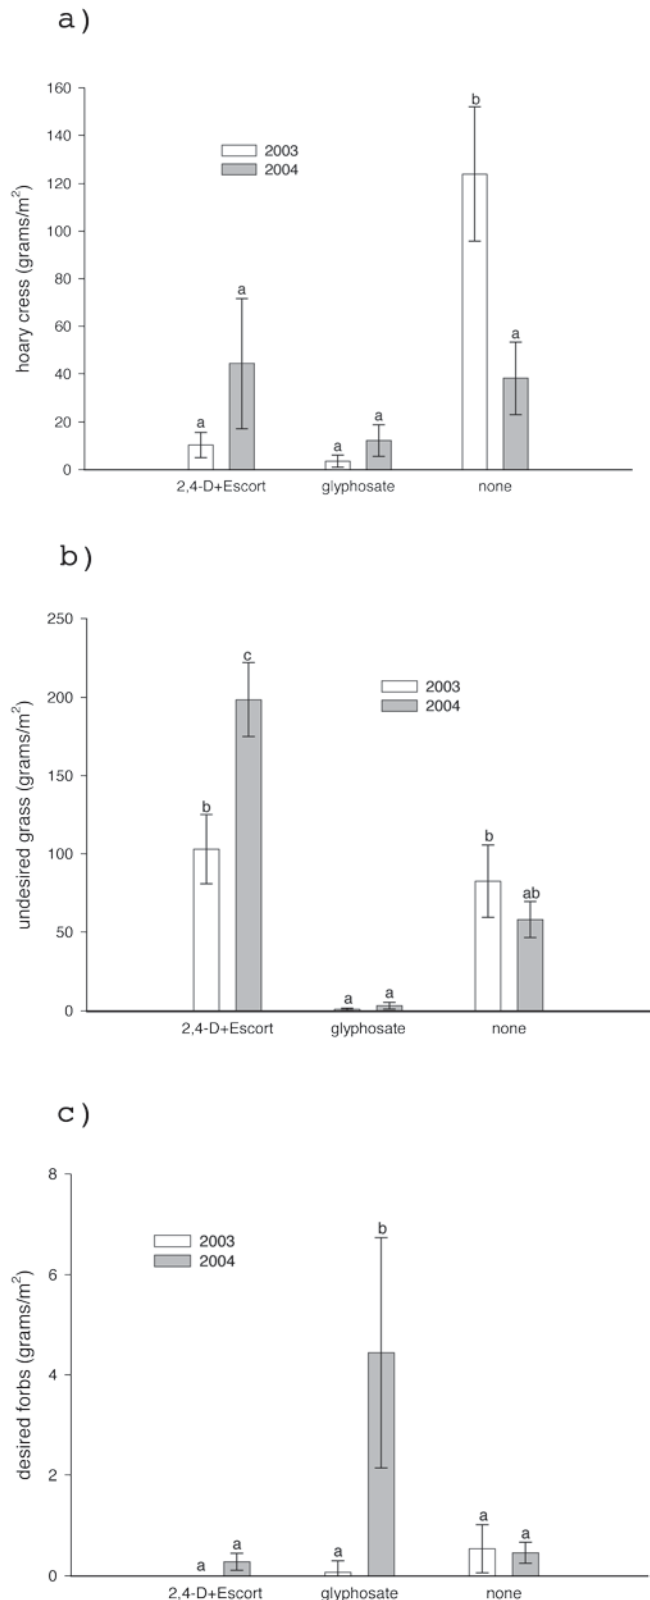 a)
160
b
2003
140
2004
120
100
hoary cress (grams/m²)
80
a
60
a
40
a
a
20
a
0
2,4-D+Escort glyphosate none
b)
250
c
2003
200
2004
undesired grass (grams/m²)
150
b
b
100
ab
50
a a
0
2,4-D+Escort glyphosate none
c)
8
b
2003
2004
6
desired forbs (grams/m²)
4
2
a
a
a
a
a
0
2,4-D+Escort glyphosate none